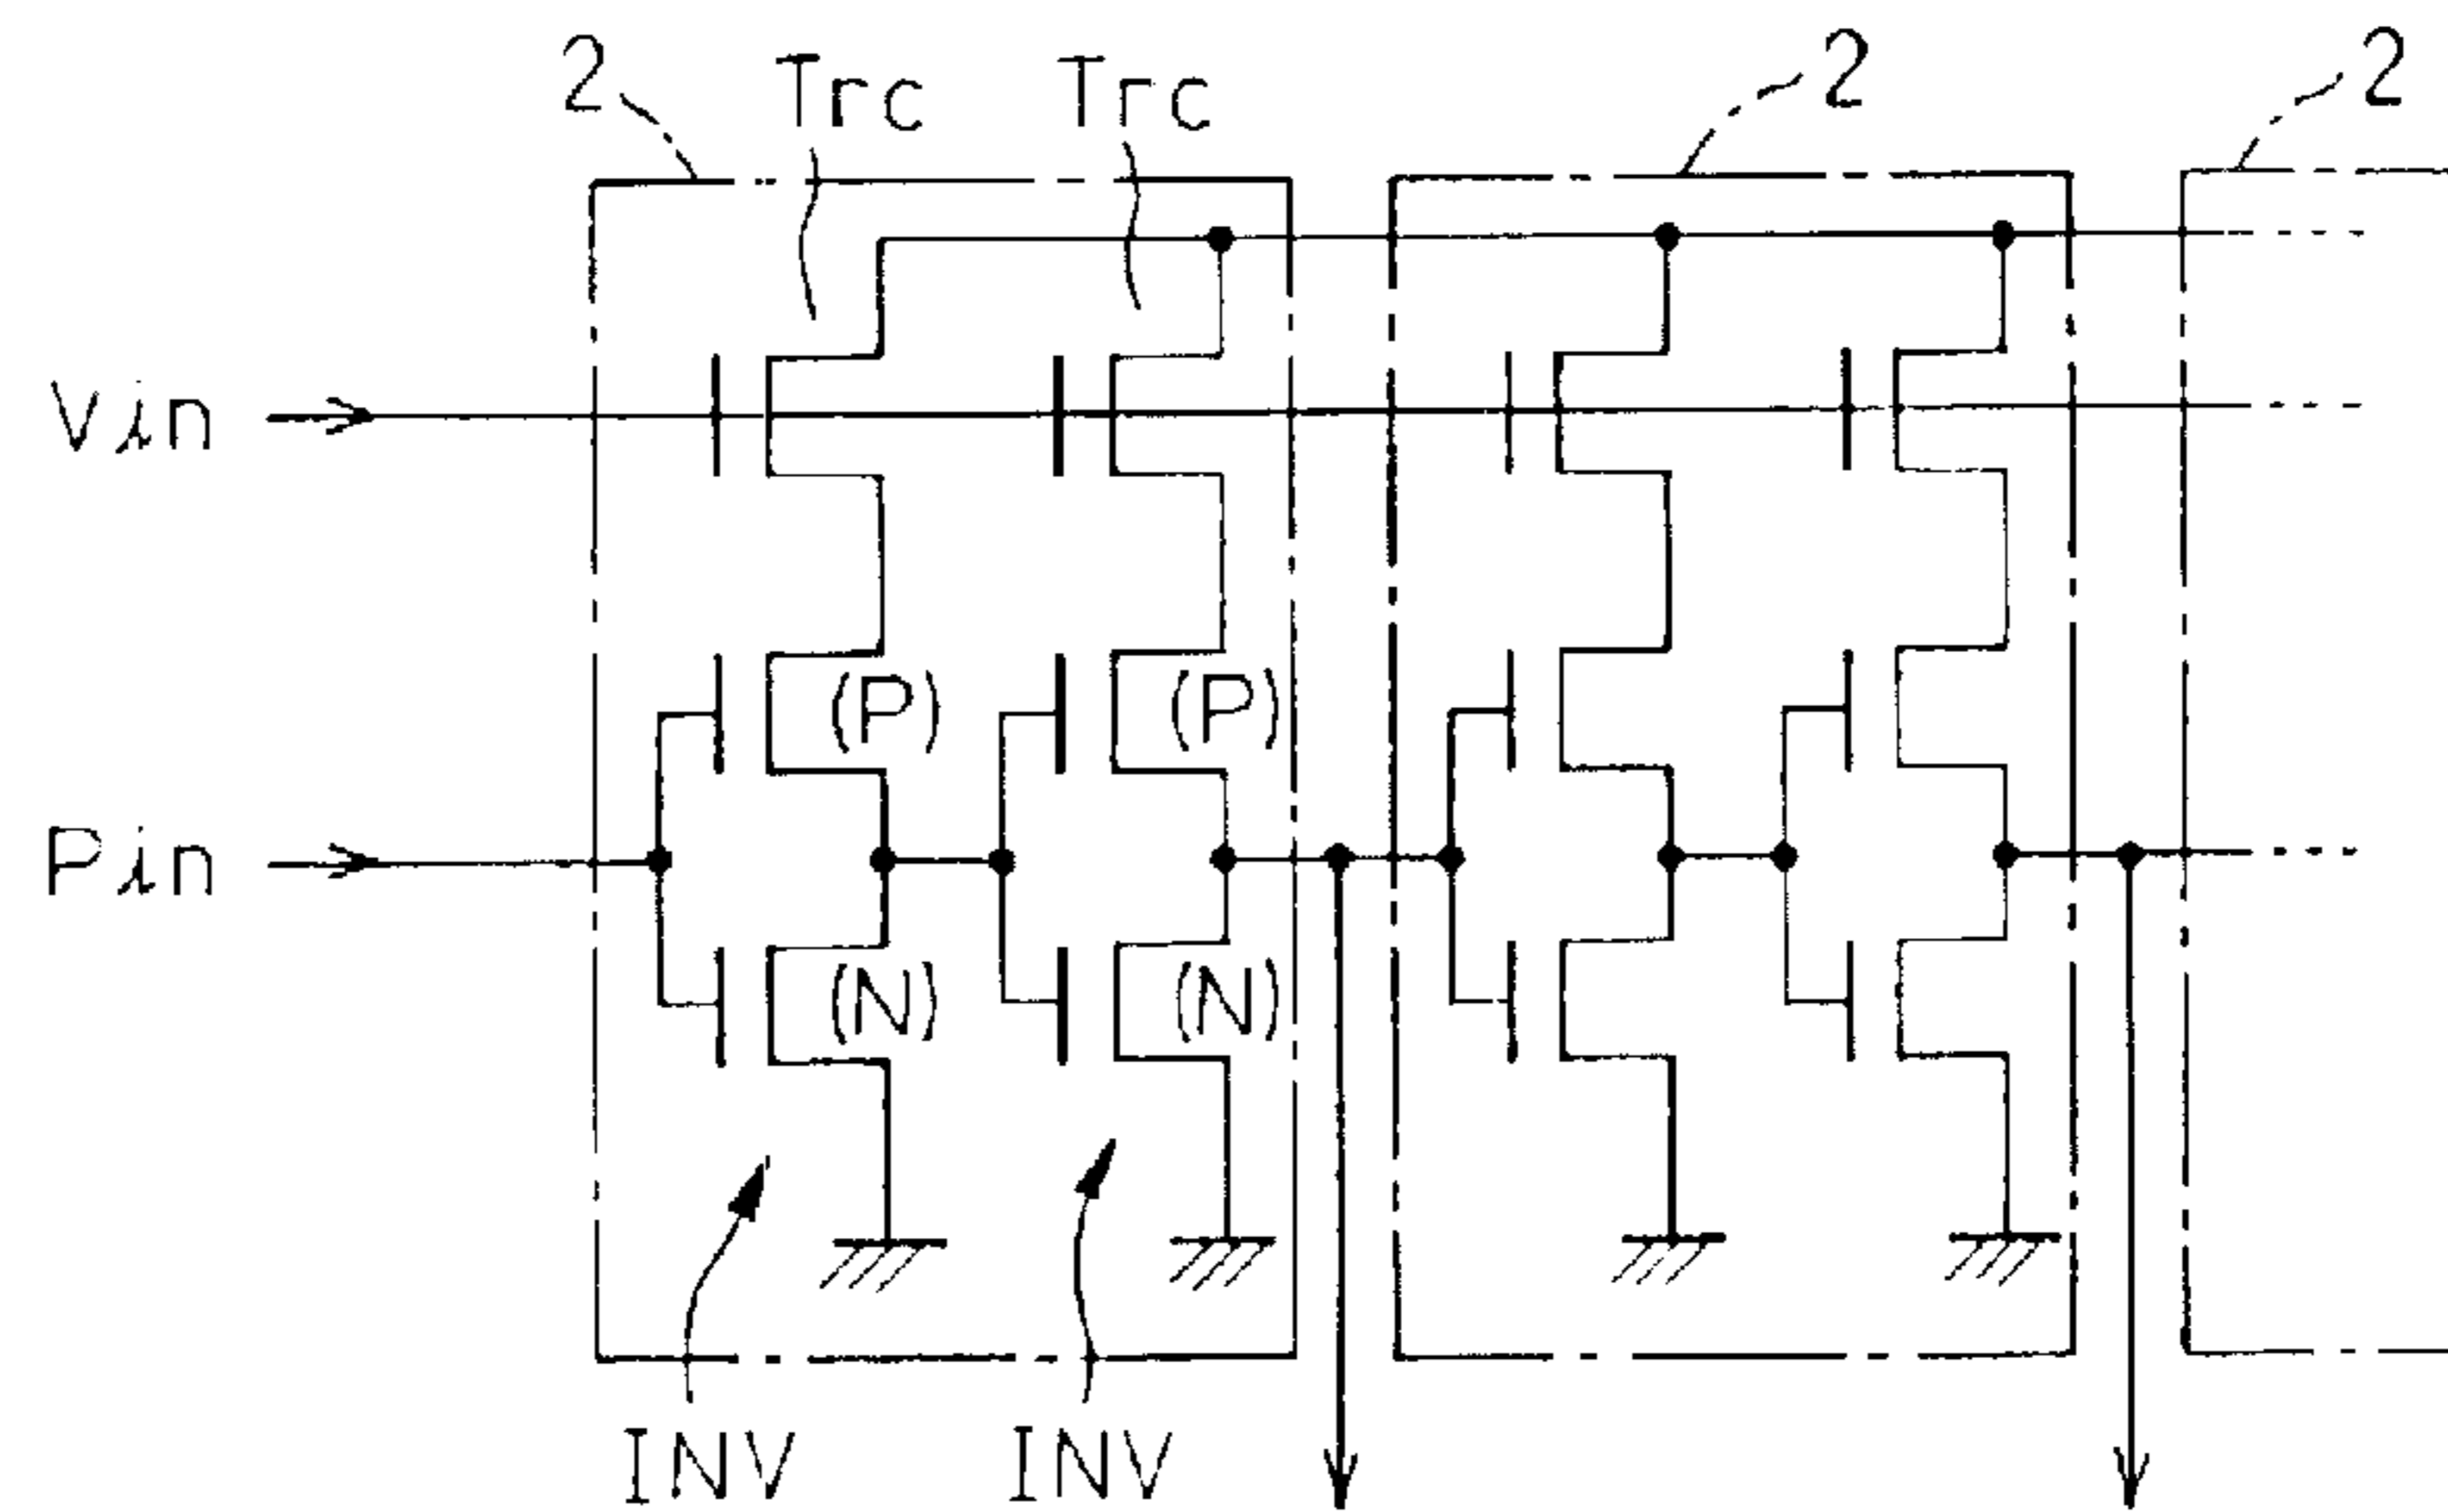 2 Trc Trc 2 2
Vin
(P) (P)
Pin
(N) (N)
INV INV